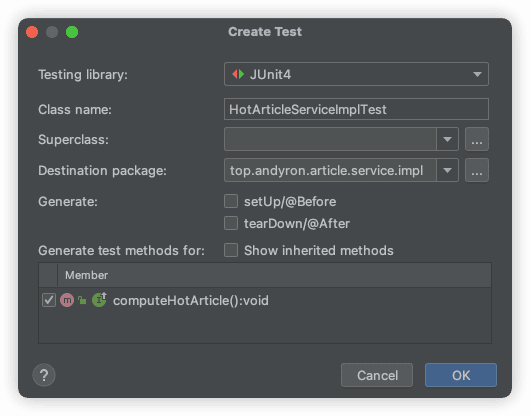 Create Test
Testing library: JUnit4
Class name: HotArticleServiceImplTest
Superclass: ...
Destination package: top.andyron.article.service.impl ...
Generate: setUp/@Before
tearDown/@After
Generate test methods for: Show inherited methods
Member
m I computeHotArticle():void
? Cancel OK